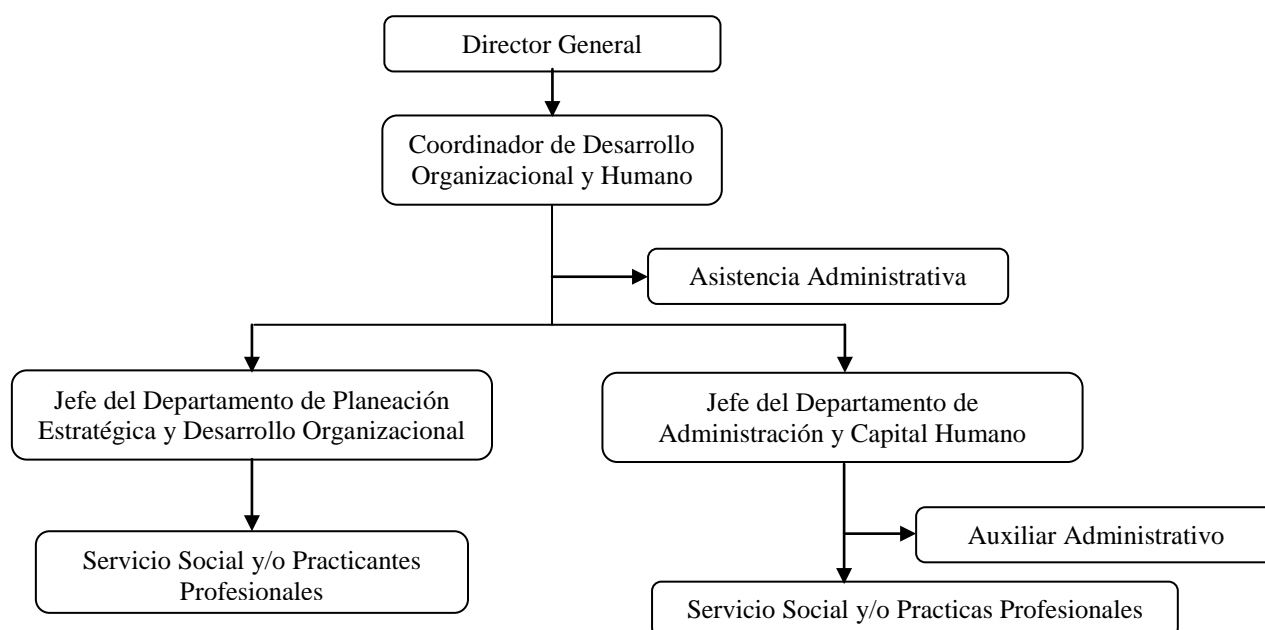 Director General
Coordinador de Desarrollo
Organizacional y Humano
Asistencia Administrativa
Jefe del Departamento de Planeación
Estratégica y Desarrollo Organizacional
Jefe del Departamento de
Administración y Capital Humano
Servicio Social y/o Practicantes
Profesionales
Auxiliar Administrativo
Servicio Social y/o Practicas Profesionales